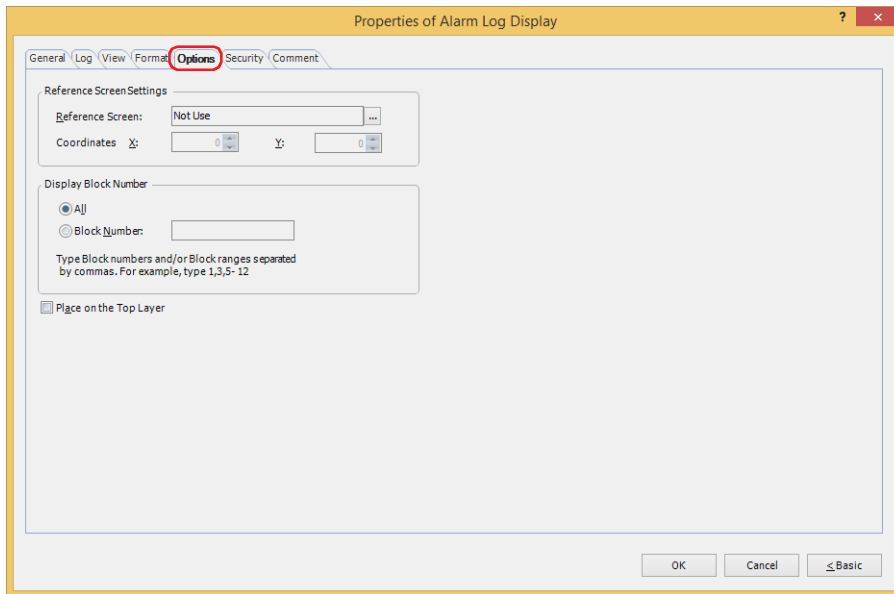 Properties of Alarm Log Display ? ×
General Log View Format Options Security Comment
Reference Screen Settings
Reference Screen: Not Use ...
Coordinates X: 0 Y: 0
Display Block Number
All
Block Number:
Type Block numbers and/or Block ranges separated
by commas. For example, type 1,3,5- 12
Place on the Top Layer
OK Cancel < Basic